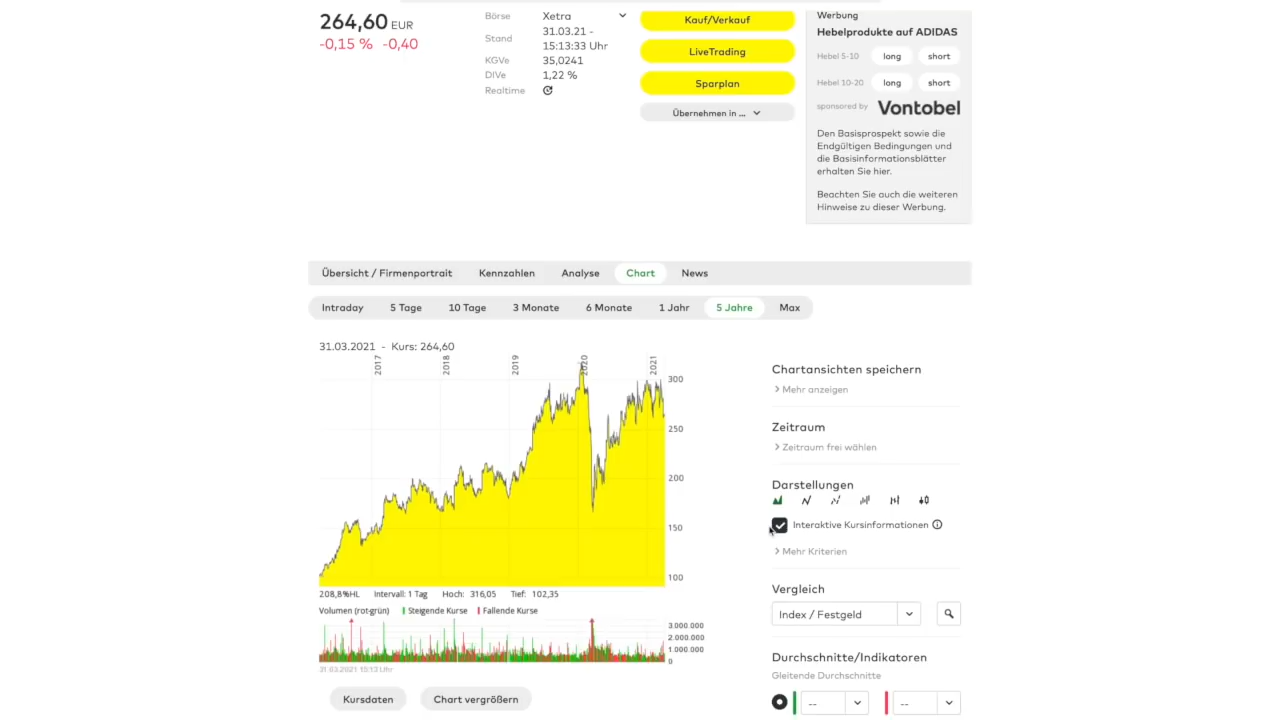 264,60 EUR
-0,15 % -0,40
Börse Xetra
Stand 31.03.21 -
15:13:33 Uhr
KGVe 35,0241
DIVe 1,22 %
Realtime
Kauf/Verkauf
LiveTrading
Sparplan
Übernehmen in ...
Werbung
Hebelprodukte auf ADIDAS
Hebel 5-10 long short
Hebel 10-20 long short
sponsored by Vontobel
Den Basisprospekt sowie die
Endgültigen Bedingungen und
die Basisinformationsblätter
erhalten Sie hier.
Beachten Sie auch die weiteren
Hinweise zu dieser Werbung.
Übersicht / Firmenportrait Kennzahlen Analyse Chart News
Intraday 5 Tage 10 Tage 3 Monate 6 Monate 1 Jahr 5 Jahre Max
31.03.2021 - Kurs: 264,60
2017 2018 2019 2020 2021
300
250
200
150
100
208,8%HL Intervall: 1 Tag Hoch: 316,05 Tief: 102,35
Volumen (rot-grün) Steigende Kurse Fallende Kurse
3.000.000
2.000.000
1.000.000
0
31.03.2021 15:13 Uhr
Kursdaten Chart vergrößern
Chartansichten speichern
Mehr anzeigen
Zeitraum
Zeitraum frei wählen
Darstellungen
Interaktive Kursinformationen
Mehr Kriterien
Vergleich
Index / Festgeld
Durchschnitte/Indikatoren
Gleitende Durchschnitte
-- --